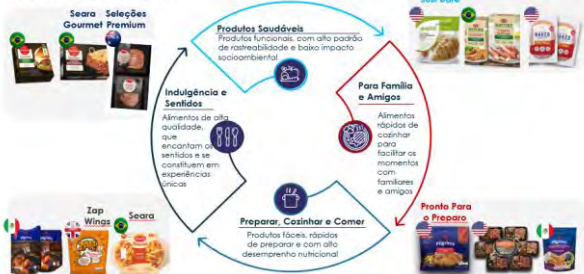 Seara Seleções
Gourmet Premium
Just Bare
Produtos Saudáveis
Produtos funcionais, com alto padrão
de rastreabilidade e baixo impacto
socioambiental
Indulgência e
Sentidos
Alimentos de alta
qualidade,
que
encantam os
sentidos e se
constituem em
experiências
únicas
Para Família
e Amigos
Alimentos
rápidos de
cozinhar
para
facilitar os
momentos
com
familiares
e amigos
Preparar, Cozinhar e Comer
Produtos fáceis, rápidos
de preparar e com alto
desempenho nutricional
Zap
Wings
Seara
Pronto Para
o Preparo